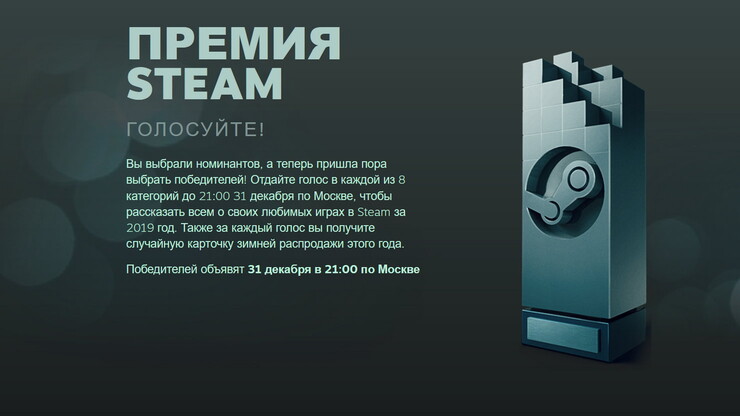 ПРЕМИЯ
STEAM
ГОЛОСУЙТЕ!
Вы выбрали номинантов, а теперь пришла пора
выбрать победителей! Отдайте голос в каждой из 8
категорий до 21:00 31 декабря по Москве, чтобы
рассказать всем о своих любимых играх в Steam за
2019 год. Также за каждый голос вы получите
случайную карточку зимней распродажи этого года.
Победителей объявят 31 декабря в 21:00 по Москве